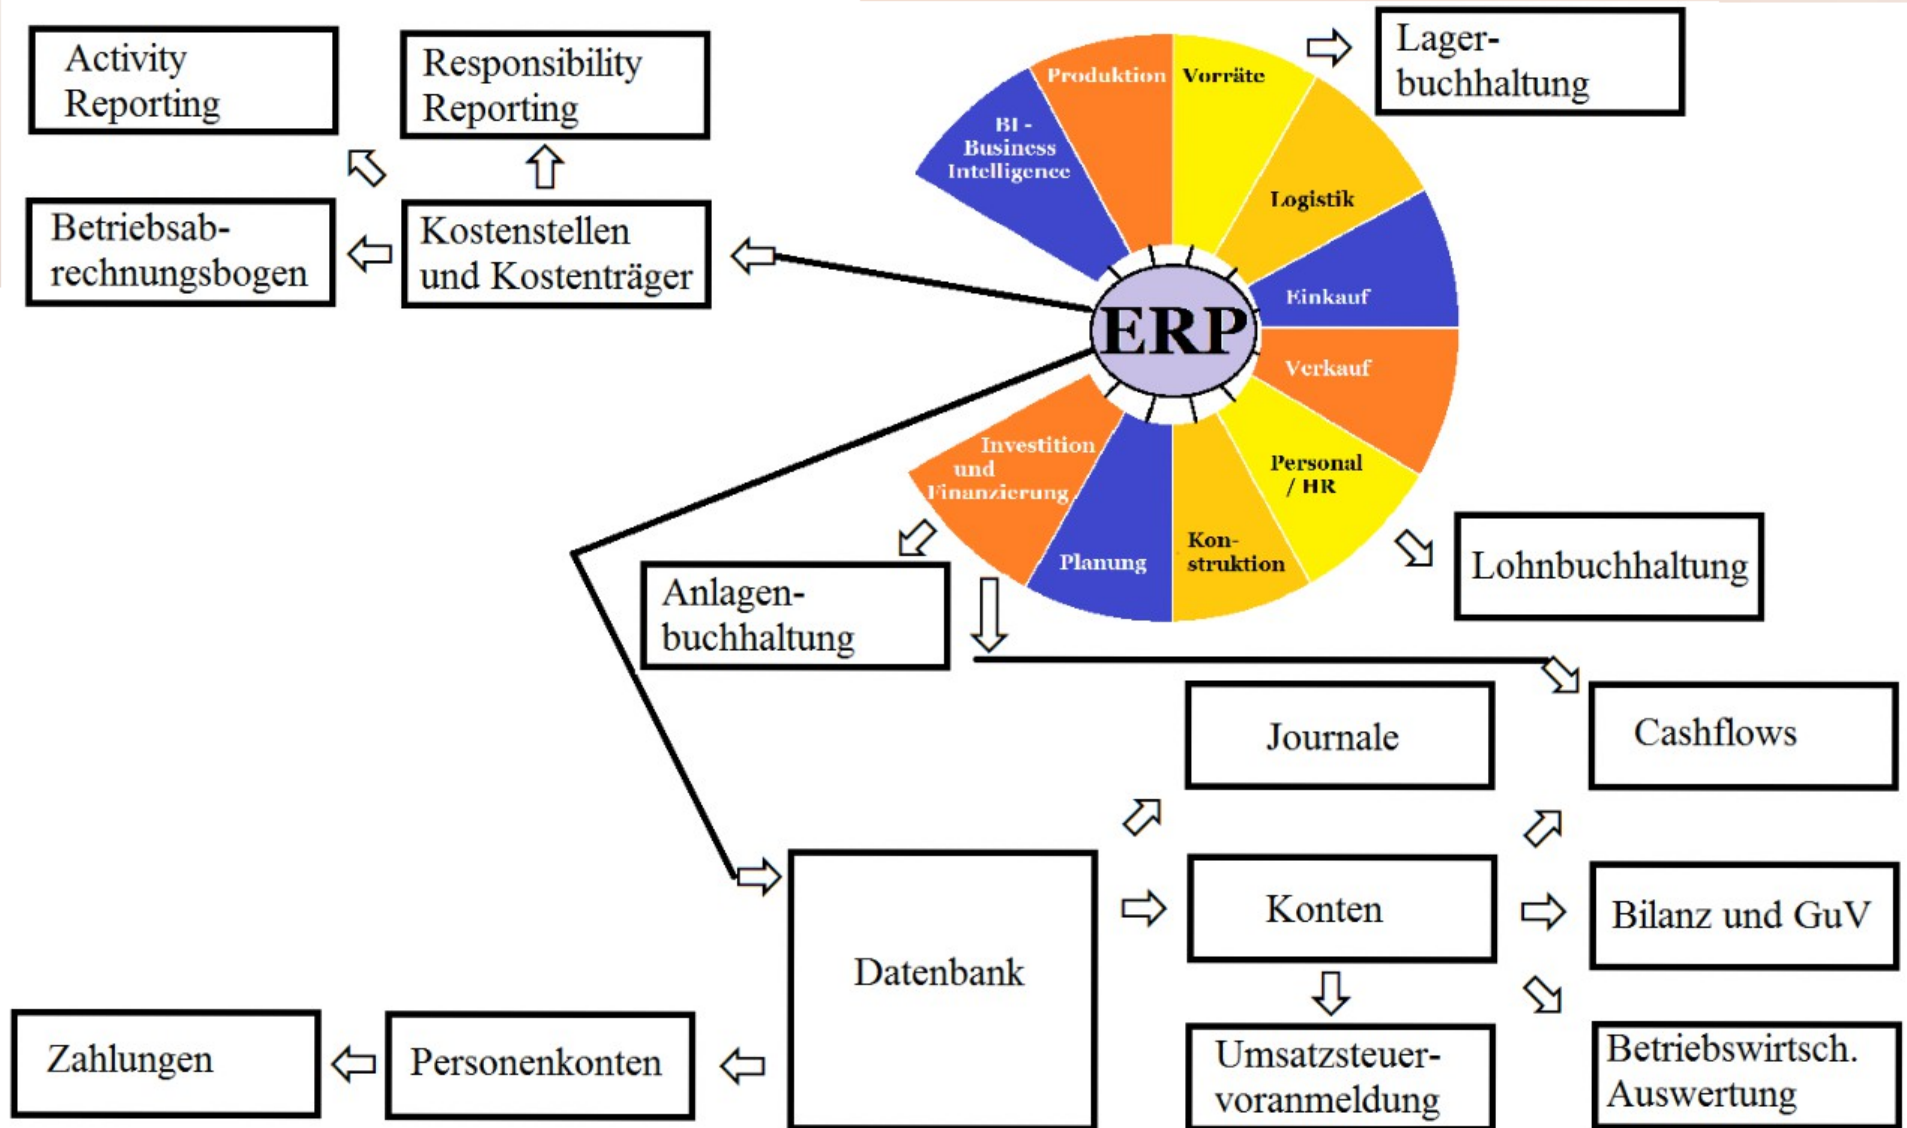 Activity
Reporting
Responsibility
Reporting
Betriebsab-
rechnungsbogen
Kostenstellen
und Kostenträger
BI -
Business
Intelligence
Produktion
Vorräte
Logistik
Einkauf
Verkauf
Personal
/ HR
Kon-
struktion
Planung
Investition
und
Finanzierung
ERP
Lager-
buchhaltung
Lohnbuchhaltung
Anlagen-
buchhaltung
Journale
Cashflows
Datenbank
Konten
Bilanz und GuV
Zahlungen
Personenkonten
Umsatzsteuer-
voranmeldung
Betriebswirtsch.
Auswertung